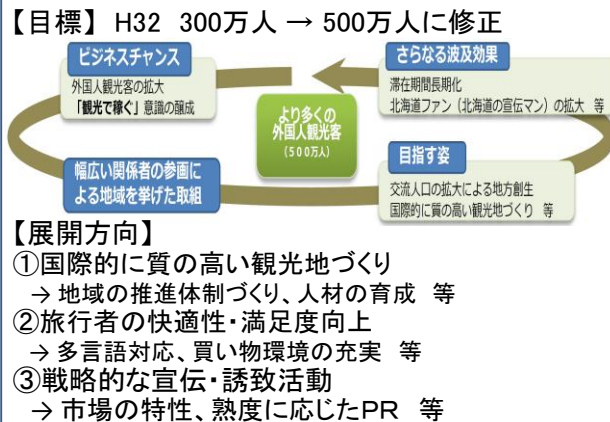 【目標】 H32 300万人 → 500万人に修正
ビジネスチャンス
外国人観光客の拡大
「観光で稼ぐ」意識の醸成
さらなる波及効果
滞在期間長期化
北海道ファン（北海道の宣伝マン）の拡大 等
より多くの
外国人観光客
（５００万人）
幅広い関係者の参画に
よる地域を挙げた取組
目指す姿
交流人口の拡大による地方創生
国際的に質の高い観光地づくり 等
【展開方向】
①国際的に質の高い観光地づくり
→ 地域の推進体制づくり、人材の育成 等
②旅行者の快適性・満足度向上
→ 多言語対応、買い物環境の充実 等
③戦略的な宣伝・誘致活動
→ 市場の特性、熟度に応じたＰＲ 等